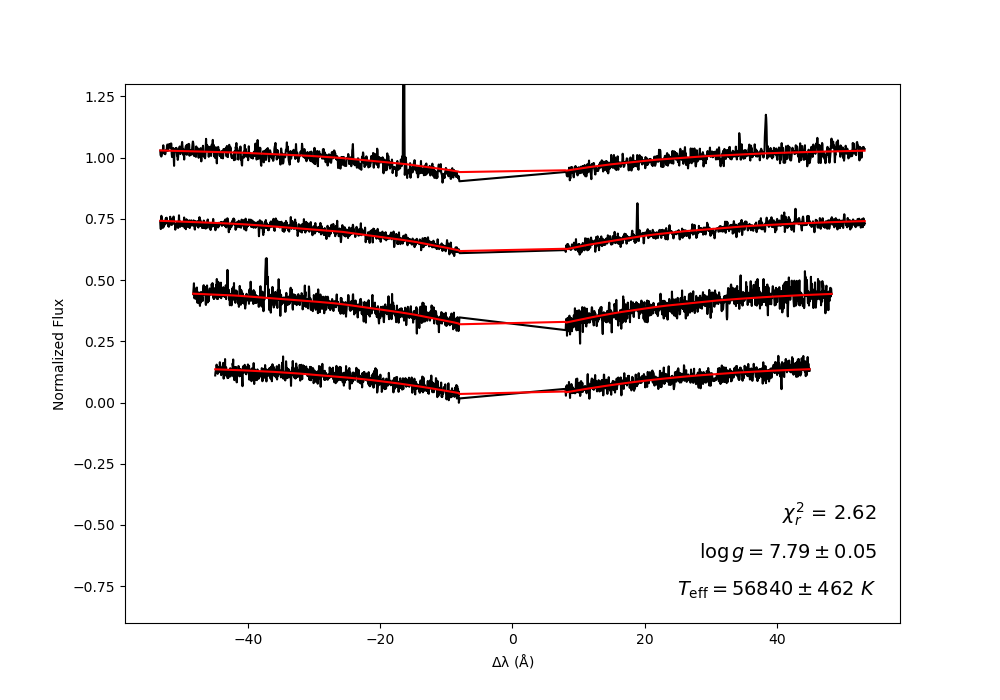 1.25
1.00
0.75
0.50
0.25
0.00
−0.25
−0.50
−0.75
Normalized Flux
−40
−20
0
20
40
Δλ (Å)
χ²ᵣ = 2.62
log g = 7.79 ± 0.05
T_eff = 56840 ± 462 K